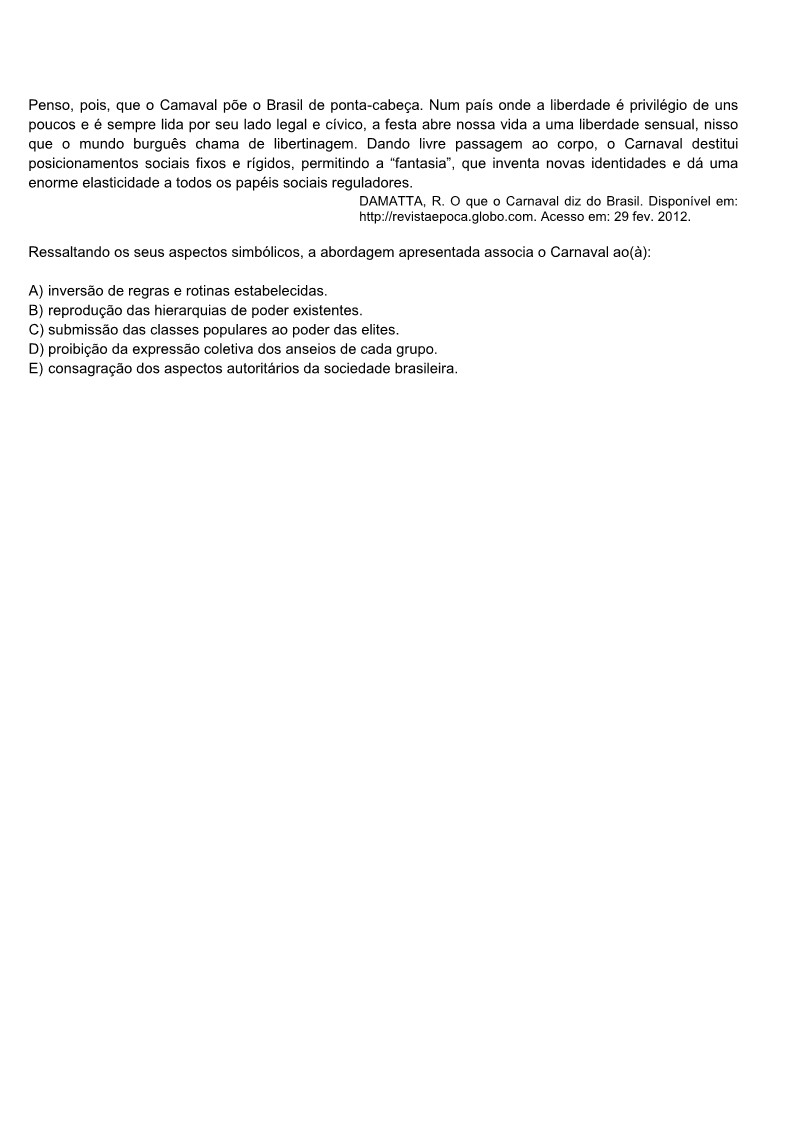 Penso, pois, que o Camaval põe o Brasil de ponta-cabeça. Num país onde a liberdade é privilégio de uns
poucos e é sempre lida por seu lado legal e cívico, a festa abre nossa vida a uma liberdade sensual, nisso
que o mundo burguês chama de libertinagem. Dando livre passagem ao corpo, o Carnaval destitui
posicionamentos sociais fixos e rígidos, permitindo a “fantasia”, que inventa novas identidades e dá uma
enorme elasticidade a todos os papéis sociais reguladores.
DAMATTA, R. O que o Carnaval diz do Brasil. Disponível em:
http://revistaepoca.globo.com. Acesso em: 29 fev. 2012.
Ressaltando os seus aspectos simbólicos, a abordagem apresentada associa o Carnaval ao(à):
A) inversão de regras e rotinas estabelecidas.
B) reprodução das hierarquias de poder existentes.
C) submissão das classes populares ao poder das elites.
D) proibição da expressão coletiva dos anseios de cada grupo.
E) consagração dos aspectos autoritários da sociedade brasileira.